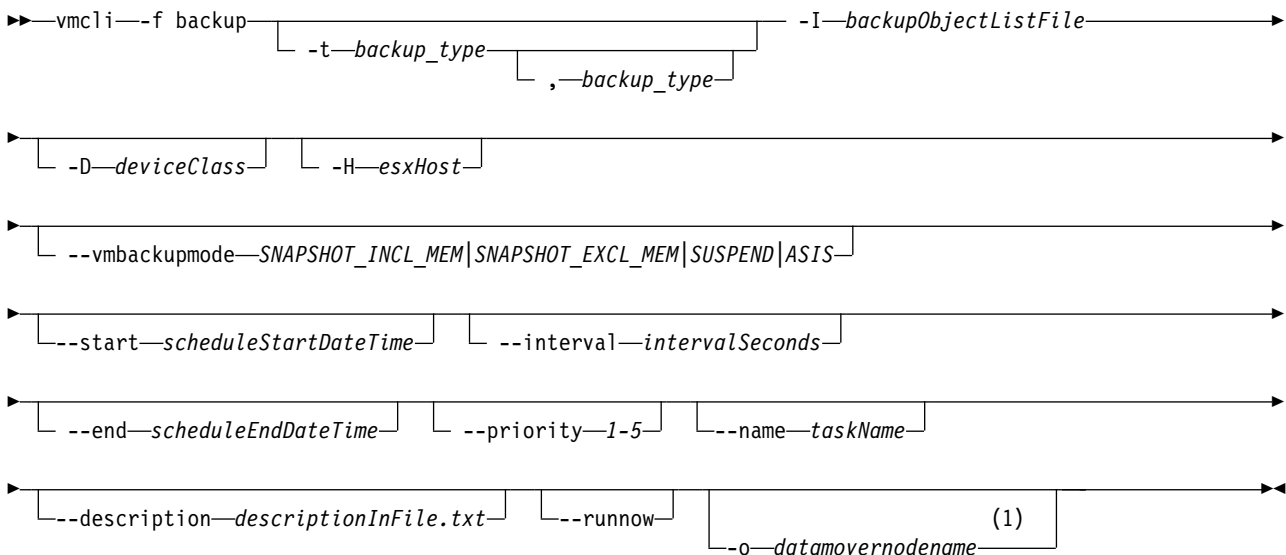 vmcli -f backup -I backupObjectListFile
-t backup_type
, backup_type
-D deviceClass -H esxHost
--vmbackupmode SNAPSHOT_INCL_MEM|SNAPSHOT_EXCL_MEM|SUSPEND|ASIS
--start scheduleStartDateTime --interval intervalSeconds
--end scheduleEndDateTime --priority 1-5 --name taskName
--description descriptionInFile.txt --runnow (1)
-o datamovernodename